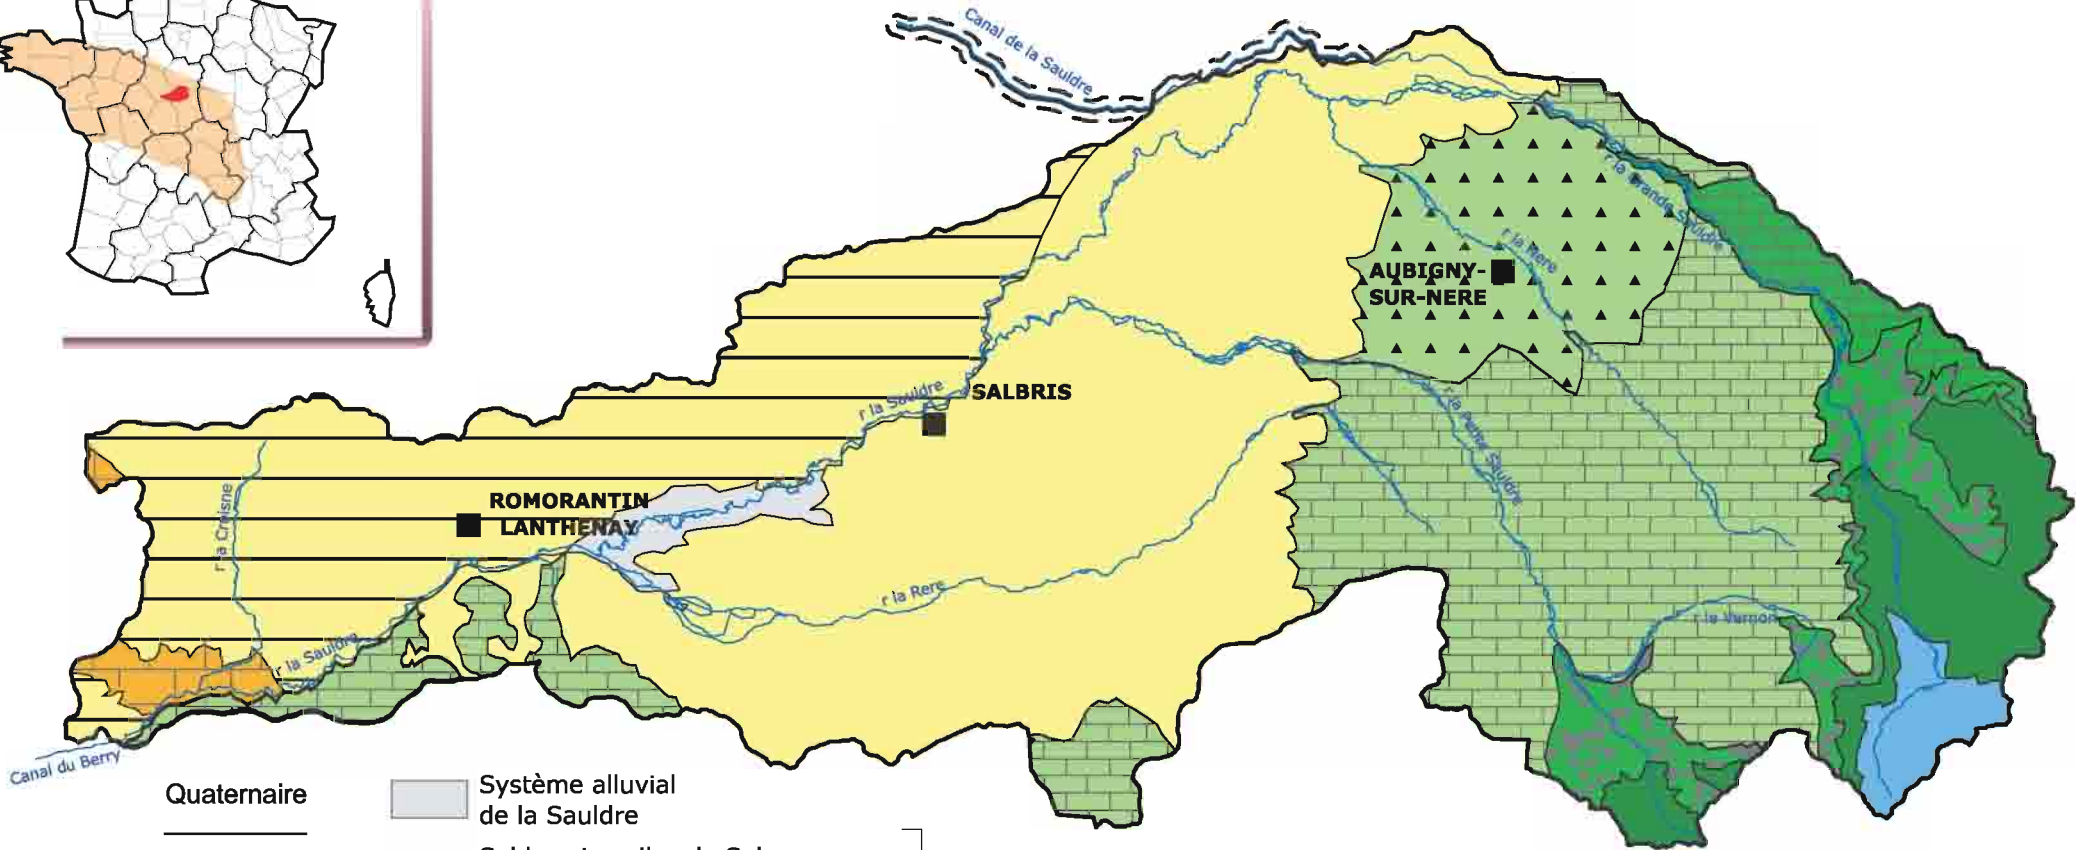 Canal de la Sauldre
r la Grande Sauldre
r la Rere
AUBIGNY-
SUR-NERE
SALBRIS
r la Sauldre
r la Petite Sauldre
ROMORANTIN
LANTHENAY
r la Croisne
r la Rere
r le Vernon
r la Sauldre
Canal du Berry
Quaternaire
Système alluvial
de la Sauldre